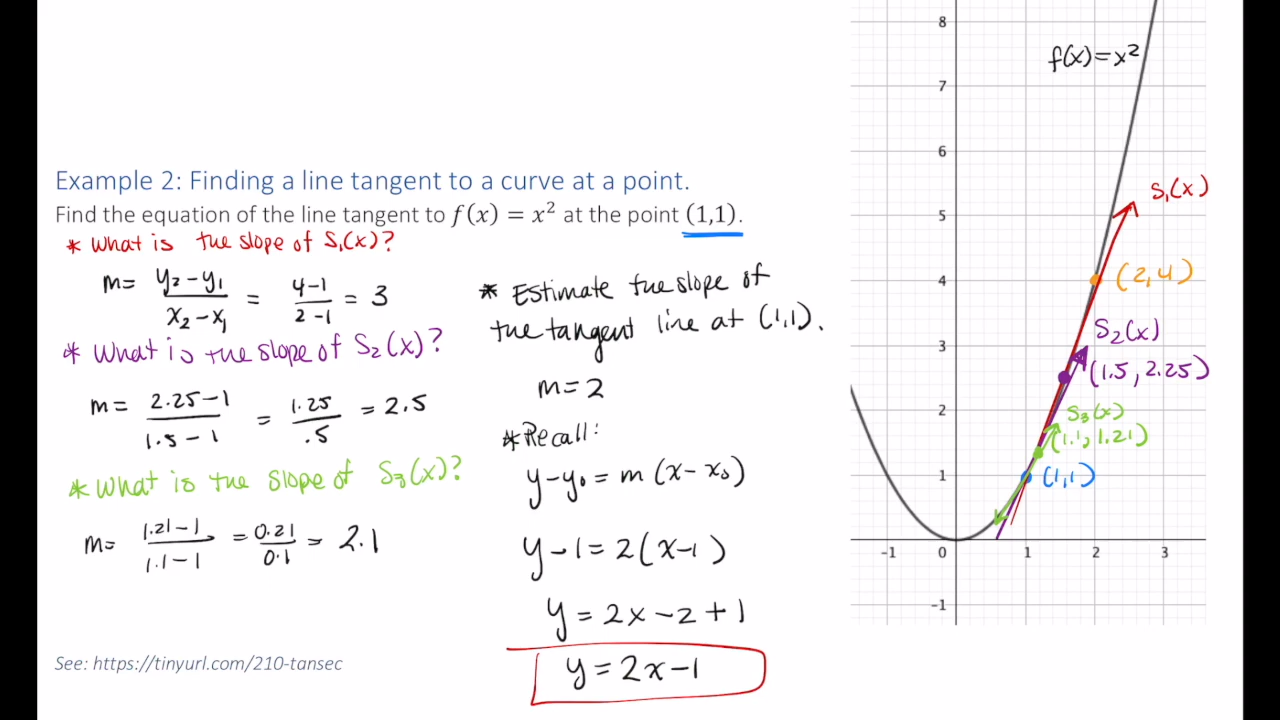 Example 2: Finding a line tangent to a curve at a point.
Find the equation of the line tangent to f(x) = x² at the point (1,1).
* What is the slope of S₁(x)?
m= y₂-y₁ / x₂-x₁ = 4-1 / 2-1 = 3
* What is the slope of S₂(x)?
m= 2.25-1 / 1.5-1 = 1.25 / .5 = 2.5
* What is the slope of S₃(x)?
m= 1.21-1 / 1.1-1 = 0.21 / 0.1 = 2.1
See: https://tinyurl.com/210-tansec
* Estimate the slope of
the tangent line at (1,1).
m=2
* Recall:
y-y₀ = m(x-x₀)
y-1=2(x-1)
y=2x-2+1
y=2x-1
f(x)=x²
S₁(x)
(2,4)
S₂(x)
(1.5, 2.25)
S₃(x)
(1.1, 1.21)
(1,1)
8
7
6
5
4
3
2
1
-1 0 1 2 3
-1